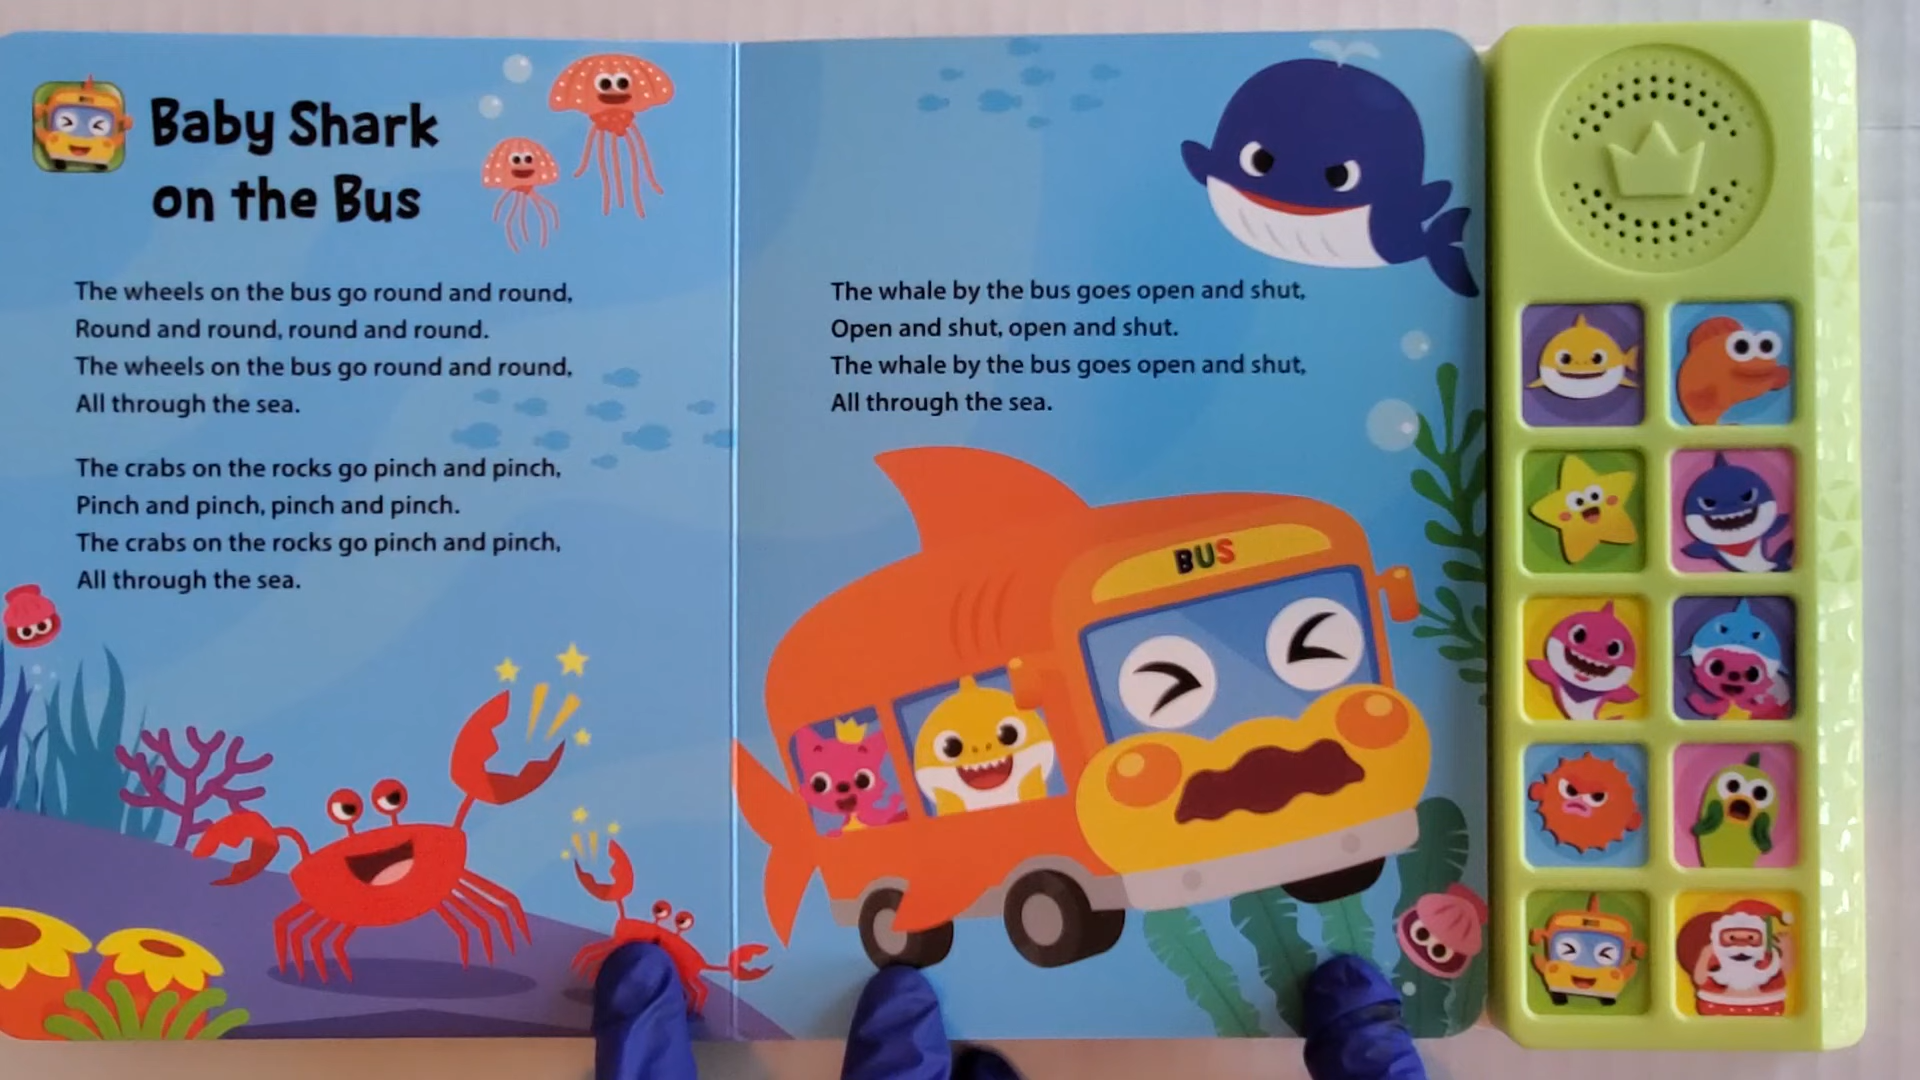 Baby Shark
on the Bus
The wheels on the bus go round and round,
Round and round, round and round.
The wheels on the bus go round and round,
All through the sea.
The crabs on the rocks go pinch and pinch,
Pinch and pinch, pinch and pinch.
The crabs on the rocks go pinch and pinch,
All through the sea.
The whale by the bus goes open and shut,
Open and shut, open and shut.
The whale by the bus goes open and shut,
All through the sea.
BUS
BUS